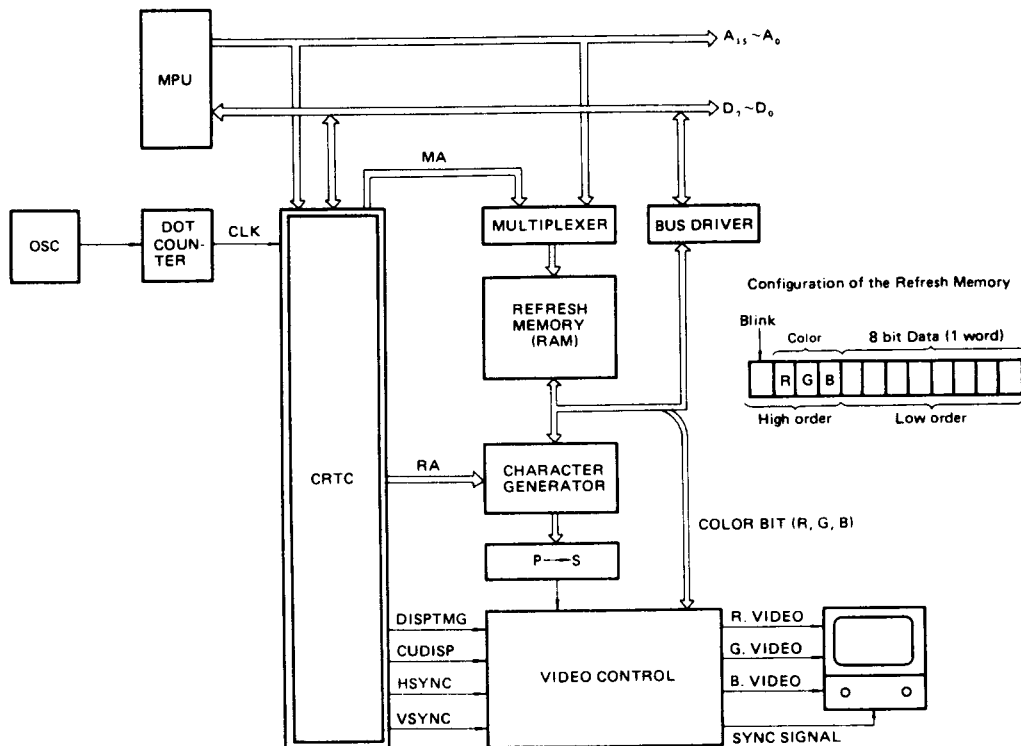 A₁₅~A₀
MPU
D₇~D₀
MA
OSC
DOT
COUN-
TER
CLK
MULTIPLEXER
BUS DRIVER
REFRESH
MEMORY
(RAM)
Configuration of the Refresh Memory
Blink
Color
8 bit Data (1 word)
R G B
High order
Low order
CRTC
RA
CHARACTER
GENERATOR
COLOR BIT (R, G, B)
P→S
DISPTMG
CUDISP
HSYNC
VSYNC
VIDEO CONTROL
R. VIDEO
G. VIDEO
B. VIDEO
SYNC SIGNAL